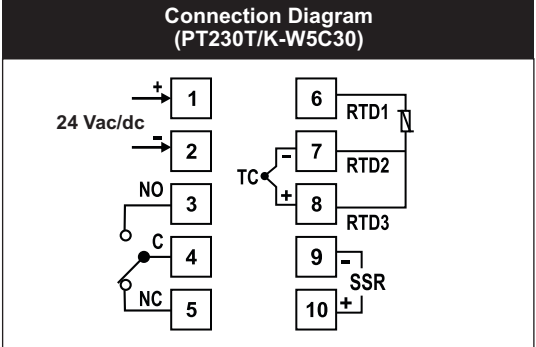 Connection Diagram
(PT230T/K-W5C30)
+
1
24 Vac/dc
-
2
NO
3
C
4
NC
5
6
RTD1
TC
-
7
RTD2
+
8
RTD3
9
-
SSR
10
+